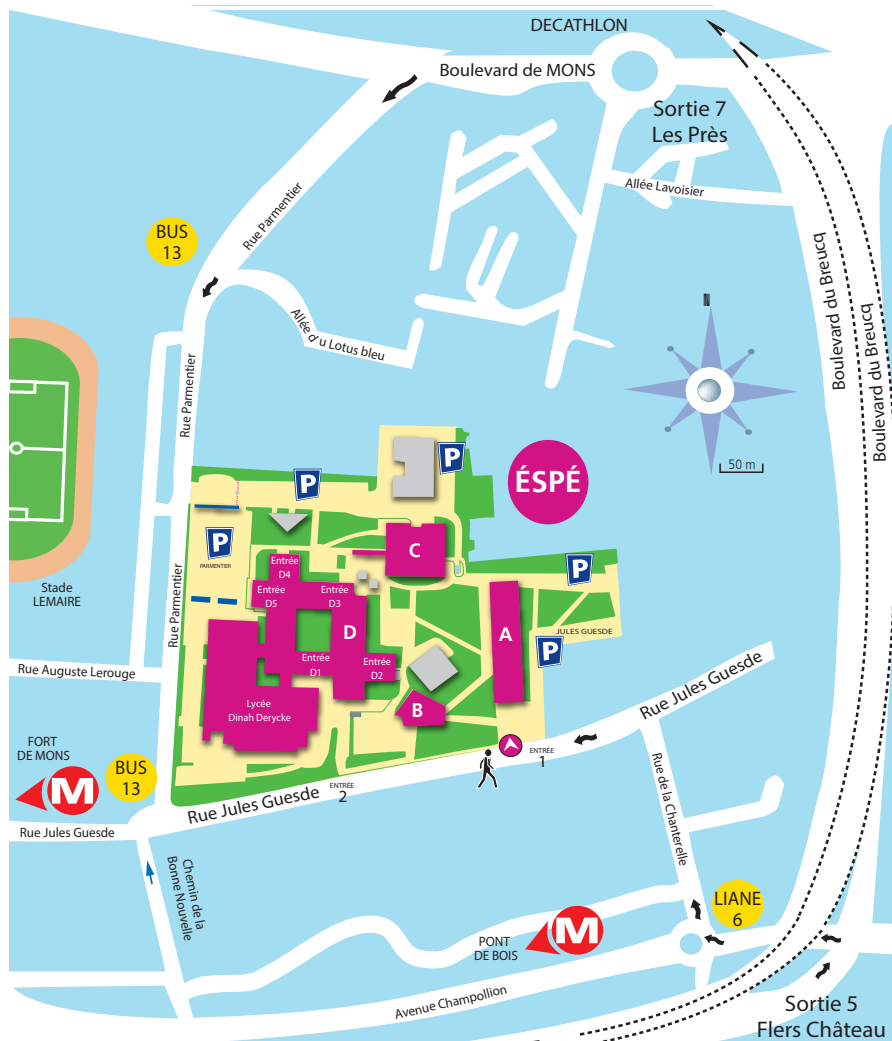 DECATHLON
Boulevard de MONS
Sortie 7
Les Près
Allée Lavoisier
Rue Parmentier
BUS
13
Boulevard du Breucq
Boulevard du Breucq
N
Allée d'u Lotus bleu
Rue Parmentier
50 m
P
P
ÉSPÉ
P
PARMENTIER
C
Entrée
D4
Entrée
D5
Entrée
D3
P
Stade
LEMAIRE
Rue Parmentier
D
A
JULES GUESDE
P
Entrée
D1
Entrée
D2
Rue Auguste Lerouge
Lycée
Dinah Derycke
B
Rue Jules Guesde
FORT
DE MONS
M
BUS
13
ENTRÉE
1
ENTRÉE
2
Rue Jules Guesde
Rue Jules Guesde
Rue de la Chanterelle
Chemin de la
Bonne Nouvelle
LIANE
6
M
PONT
DE BOIS
Avenue Champollion
Sortie 5
Flers Château